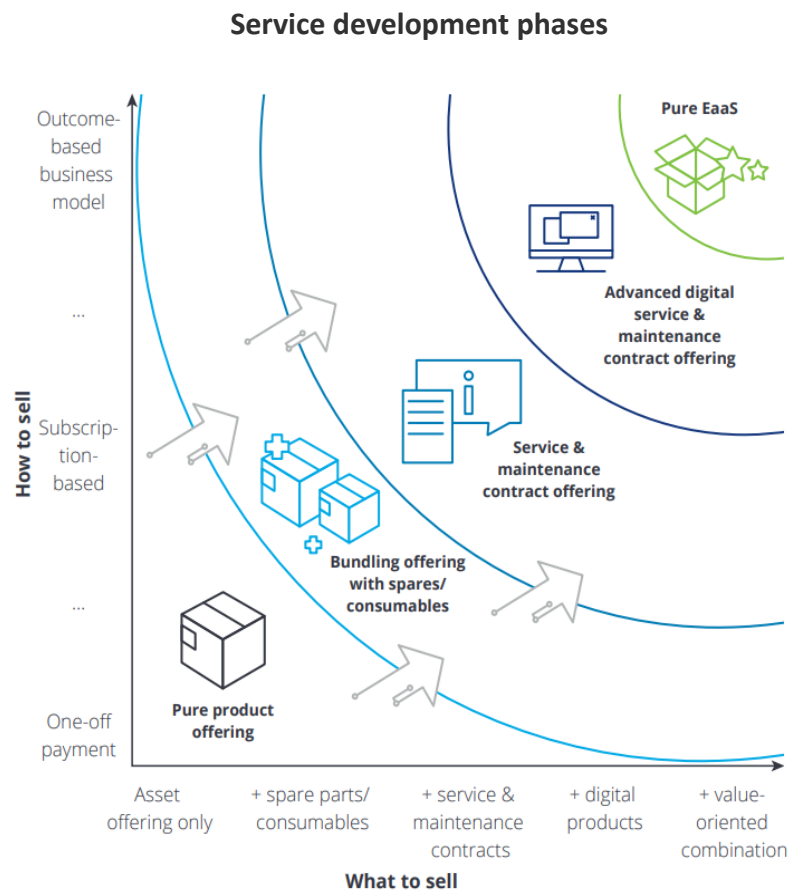 Service development phases
Outcome-
based
business
model
...
Subscrip-
tion-
based
...
One-off
payment
How to sell
Pure EaaS
Advanced digital
service &
maintenance
contract offering
Service &
maintenance
contract offering
Bundling offering
with spares/
consumables
Pure product
offering
Asset
offering only
+ spare parts/
consumables
+ service &
maintenance
contracts
+ digital
products
+ value-
oriented
combination
What to sell